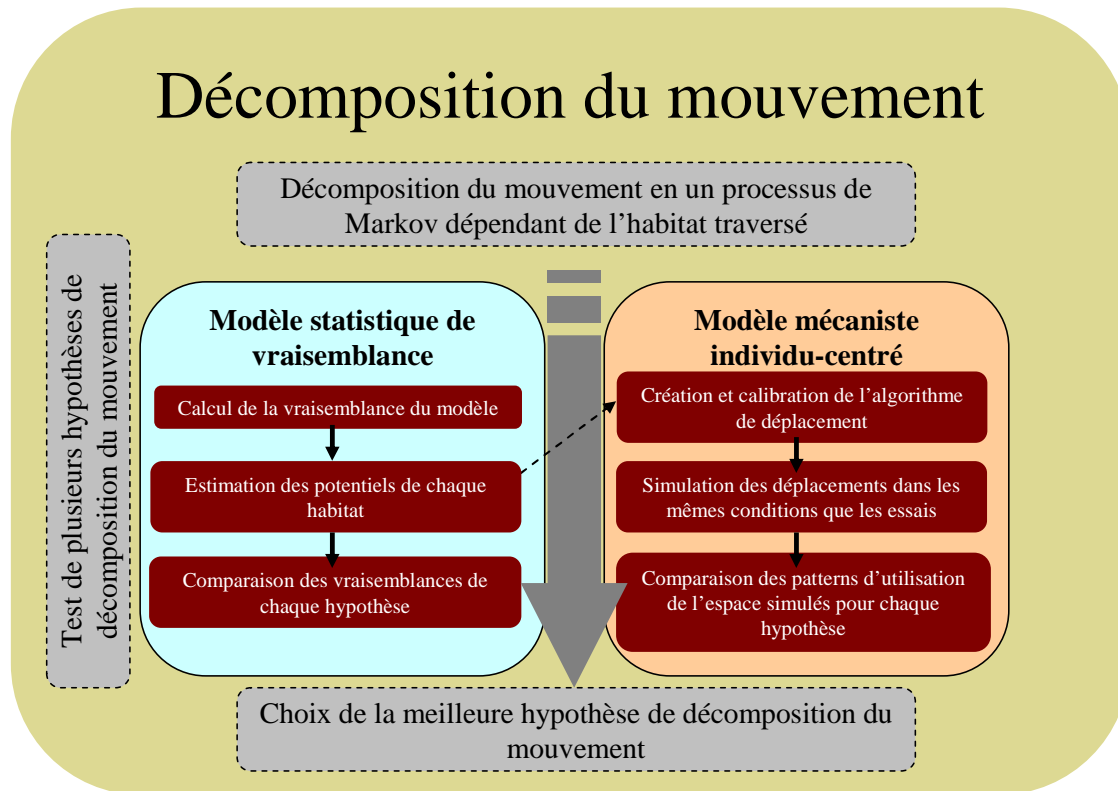 Décomposition du mouvement
Décomposition du mouvement en un processus de
Markov dépendant de l'habitat traversé
Test de plusieurs hypothèses de
décomposition du mouvement
Modèle statistique de
vraisemblance
Calcul de la vraisemblance du modèle
Estimation des potentiels de chaque
habitat
Comparaison des vraisemblances de
chaque hypothèse
Modèle mécaniste
individu-centré
Création et calibration de l'algorithme
de déplacement
Simulation des déplacements dans les
mêmes conditions que les essais
Comparaison des patterns d'utilisation
de l'espace simulés pour chaque
hypothèse
Choix de la meilleure hypothèse de décomposition du
mouvement